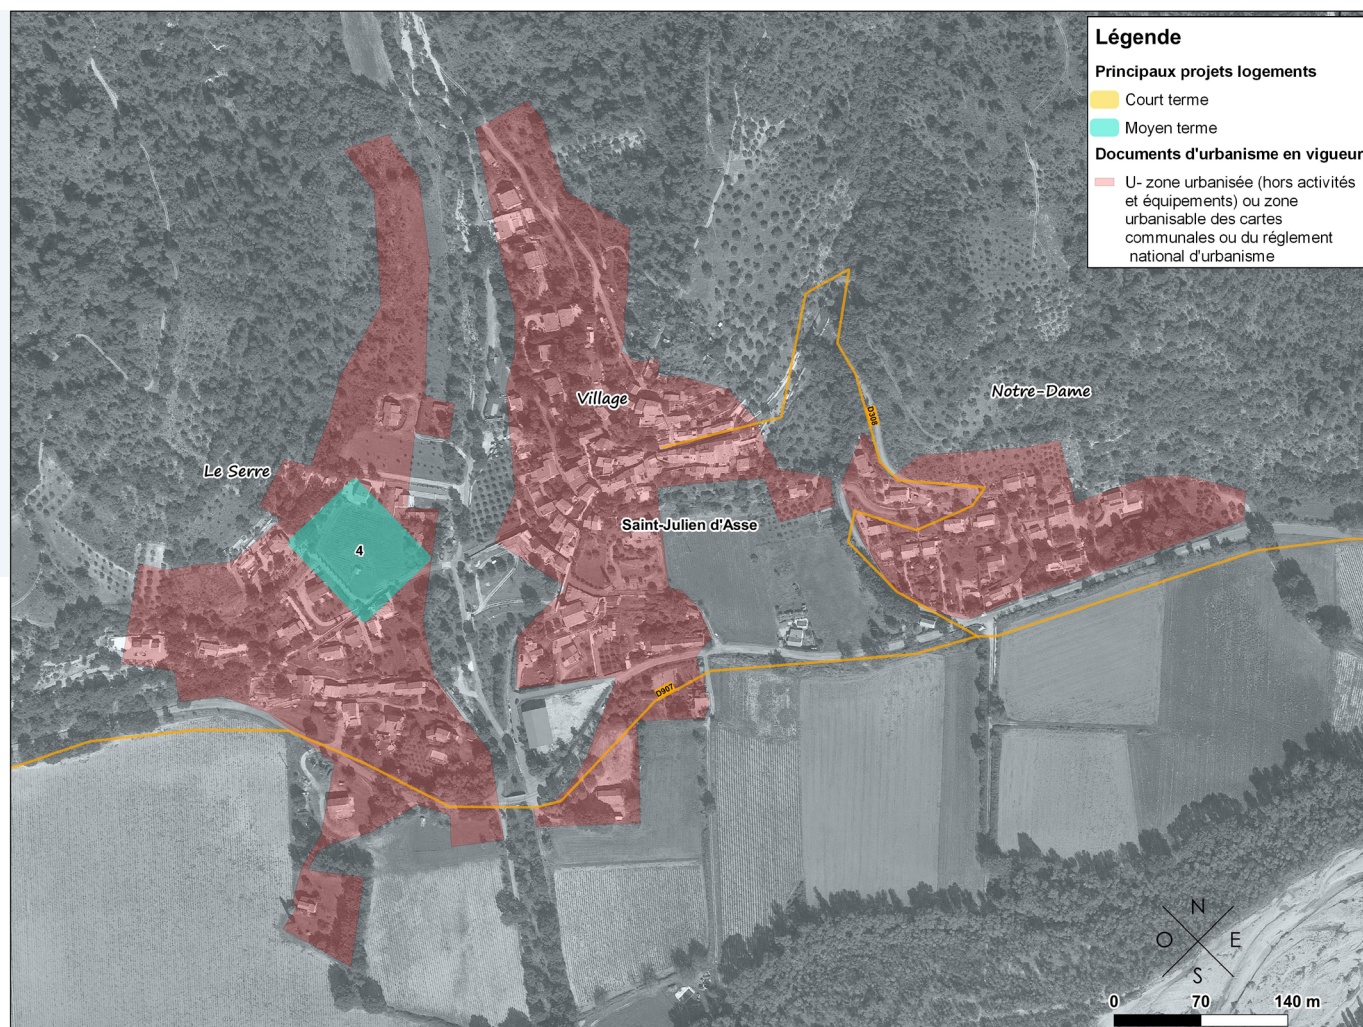 Légende
Principaux projets logements
Court terme
Moyen terme
Documents d'urbanisme en vigueur
U- zone urbanisée (hors activités
et équipements) ou zone
urbanisable des cartes
communales ou du réglement
national d'urbanisme
Village
Notre-Dame
D308
Le Serre
Saint-Julien d'Asse
4
D907
N
O E
S
0 70 140 m